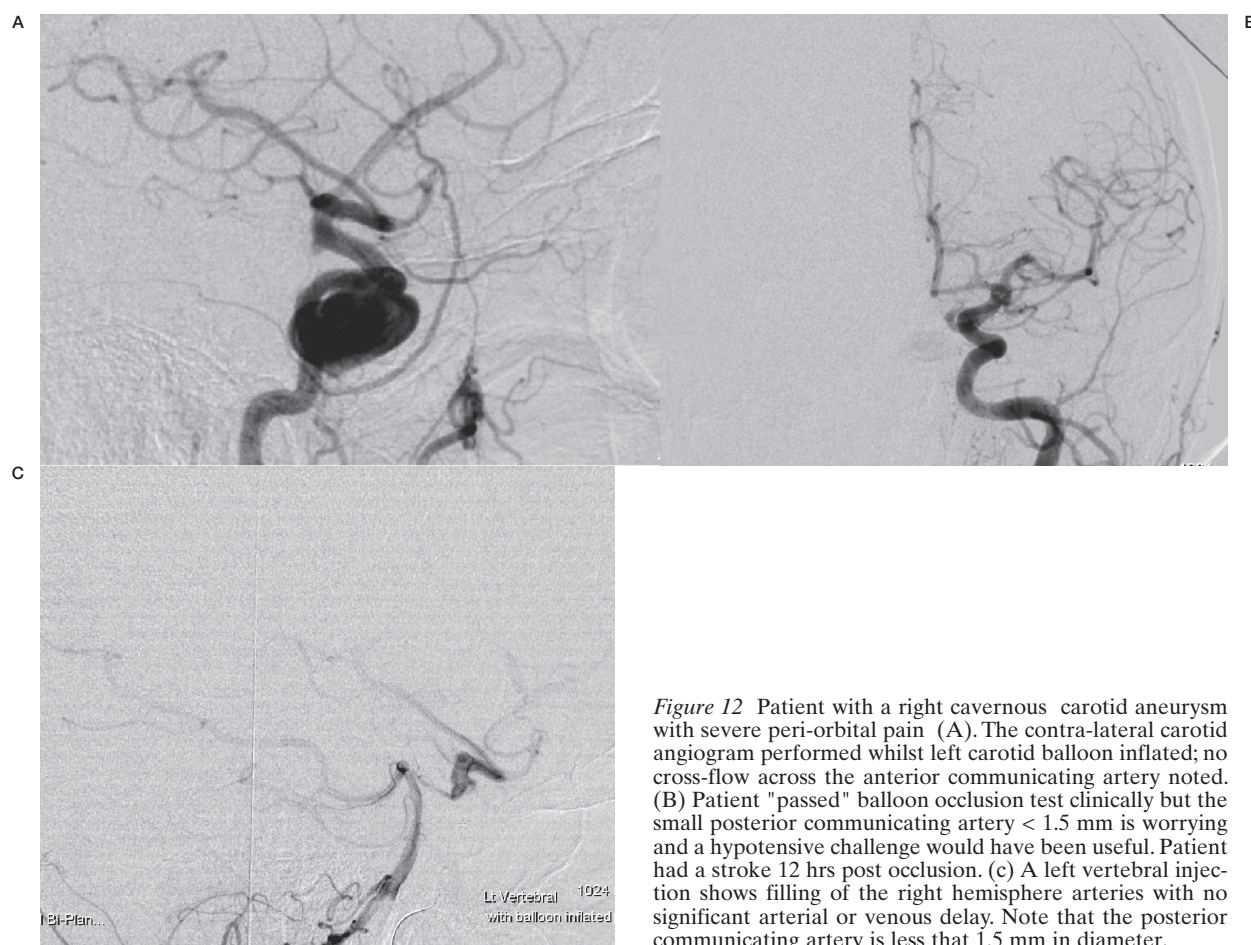 A
B
C
Lt Vertebral 1024
with balloon inflated
l Bi-Plan...
Figure 12 Patient with a right cavernous carotid aneurysm
with severe peri-orbital pain (A). The contra-lateral carotid
angiogram performed whilst left carotid balloon inflated; no
cross-flow across the anterior communicating artery noted.
(B) Patient "passed" balloon occlusion test clinically but the
small posterior communicating artery < 1.5 mm is worrying
and a hypotensive challenge would have been useful. Patient
had a stroke 12 hrs post occlusion. (c) A left vertebral injec-
tion shows filling of the right hemisphere arteries with no
significant arterial or venous delay. Note that the posterior
communicating artery is less that 1.5 mm in diameter.